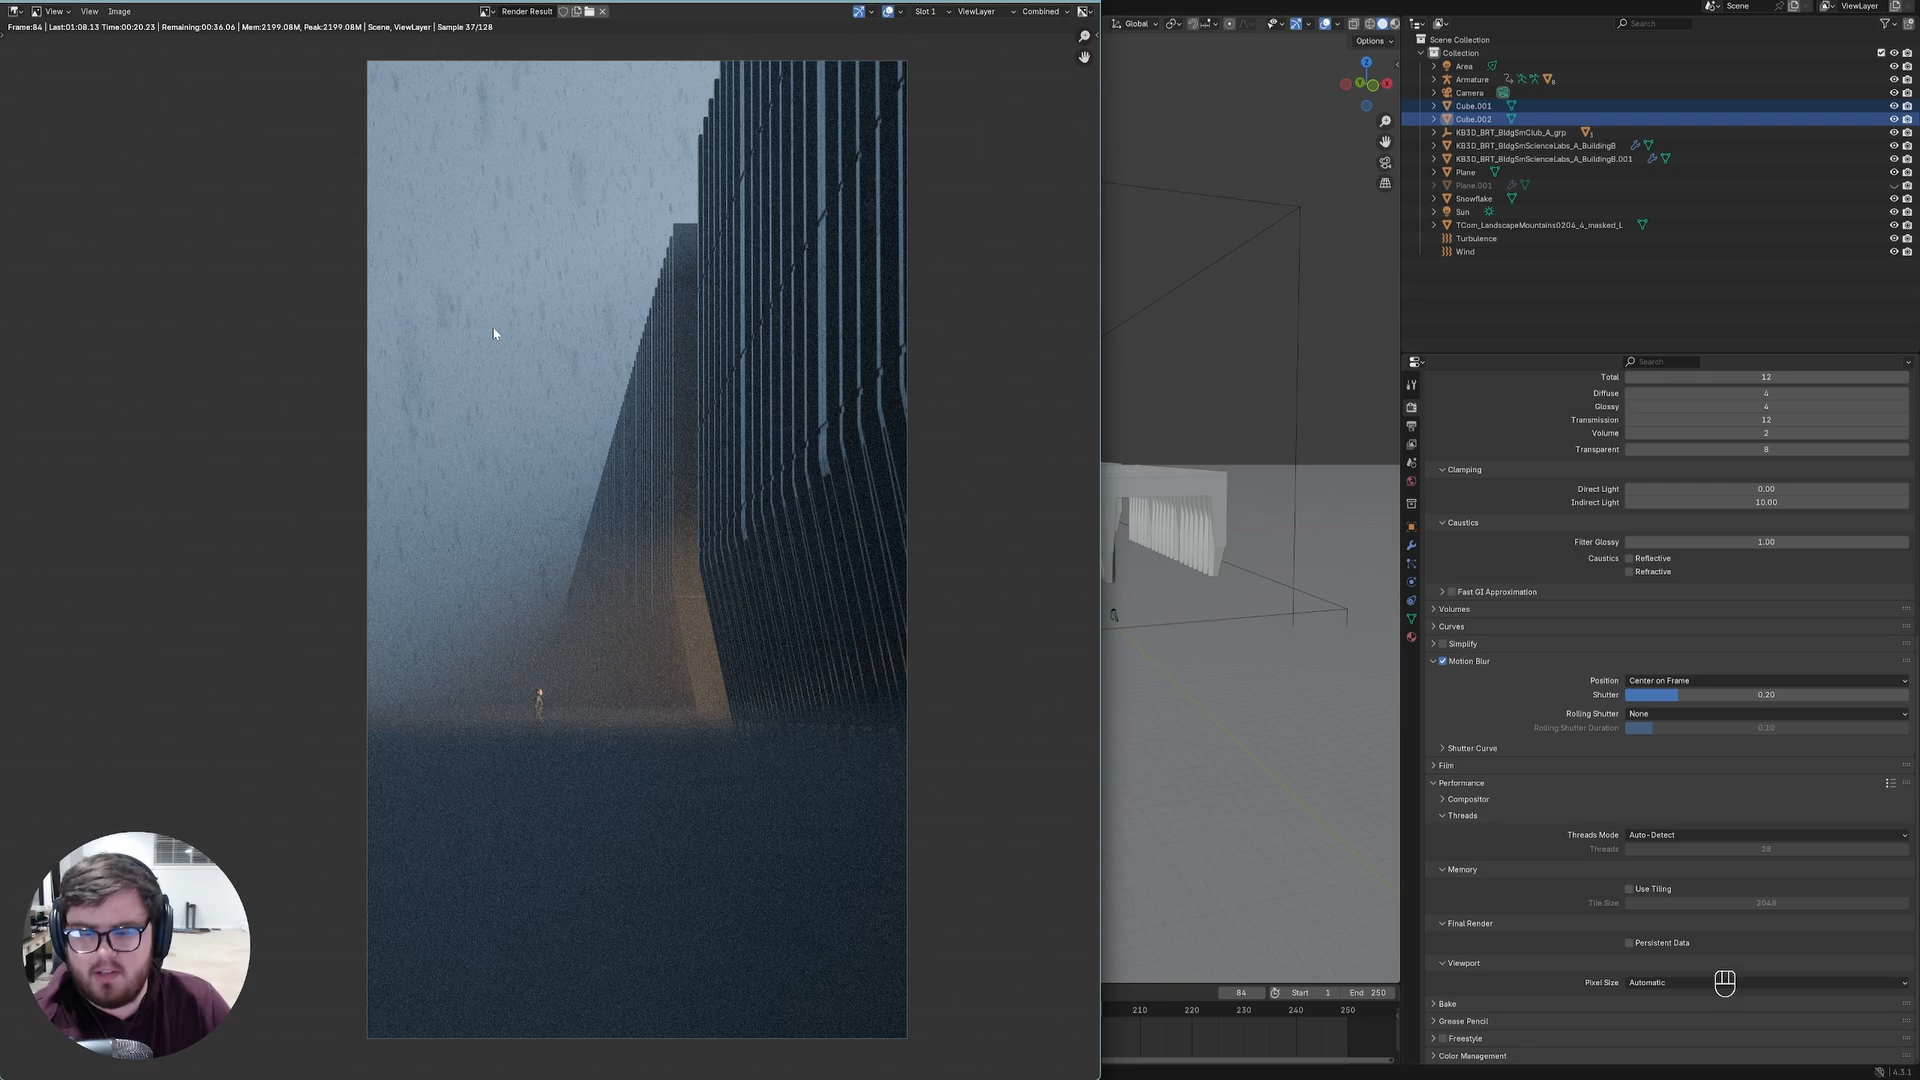 View View Image Render Result Slot 1 ViewLayer Combined
Frame:84 | Last:01:08.13 Time:00:20.23 | Remaining:00:36.06 | Mem:2199.08M, Peak:2199.08M | Scene, ViewLayer | Sample 37/128
Global
Options
Z
X
Y
84 Start 1 End 250
210 220 230 240 250
Scene ViewLayer
Search
Scene Collection
Collection
Area
Armature 8
Camera
Cube.001
Cube.002
KB3D_BRT_BldgSmClub_A_grp 3
KB3D_BRT_BldgSmScienceLabs_A_BuildingB
KB3D_BRT_BldgSmScienceLabs_A_BuildingB.001
Plane
Plane.001
Snowflake
Sun
TCom_LandscapeMountains0204_4_masked_L
Turbulence
Wind
Search
Total 12
Diffuse 4
Glossy 4
Transmission 12
Volume 2
Transparent 8
Clamping
Direct Light 0.00
Indirect Light 10.00
Caustics
Filter Glossy 1.00
Caustics Reflective
Refractive
Fast GI Approximation
Volumes
Curves
Simplify
Motion Blur
Position Center on Frame
Shutter 0.20
Rolling Shutter None
Rolling Shutter Duration 0.10
Shutter Curve
Film
Performance
Compositor
Threads
Threads Mode Auto-Detect
Threads 28
Memory
Use Tiling
Tile Size 2048
Final Render
Persistent Data
Viewport
Pixel Size Automatic
Bake
Grease Pencil
Freestyle
Color Management
4.3.1